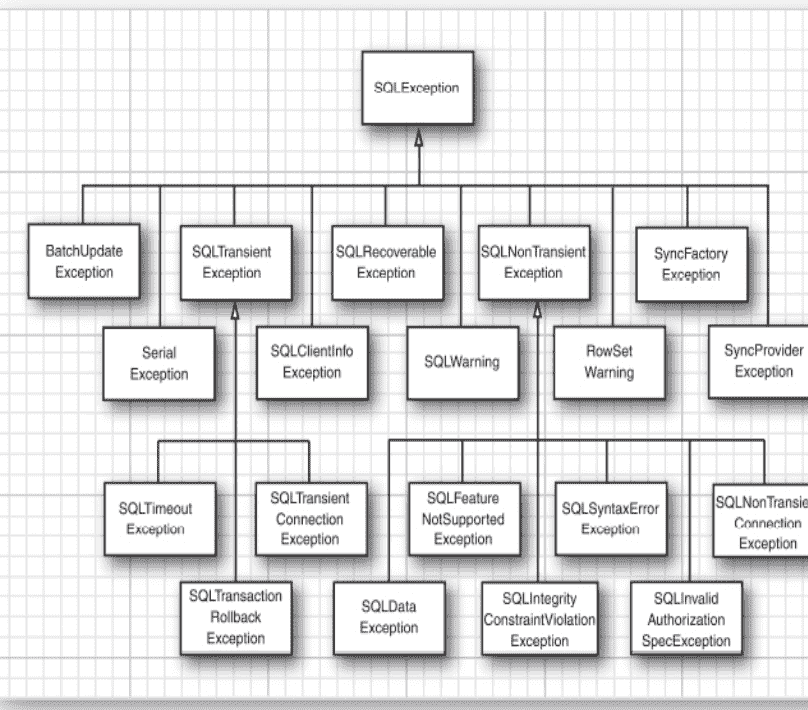 SQLException
BatchUpdate
Exception
SQLTransient
Exception
SQLRecoverable
Exception
SQLNonTransient
Exception
SyncFactory
Exception
Serial
Exception
SQLClientInfo
Exception
SQLWarning
RowSet
Warning
SyncProvider
Exception
SQLTimeout
Exception
SQLTransient
Connection
Exception
SQLFeature
NotSupported
Exception
SQLSyntaxError
Exception
SQLNonTransie
Connection
Exception
SQLTransaction
Rollback
Exception
SQLData
Exception
SQLIntegrity
ConstraintViolation
Exception
SQLInvalid
Authorization
SpecException